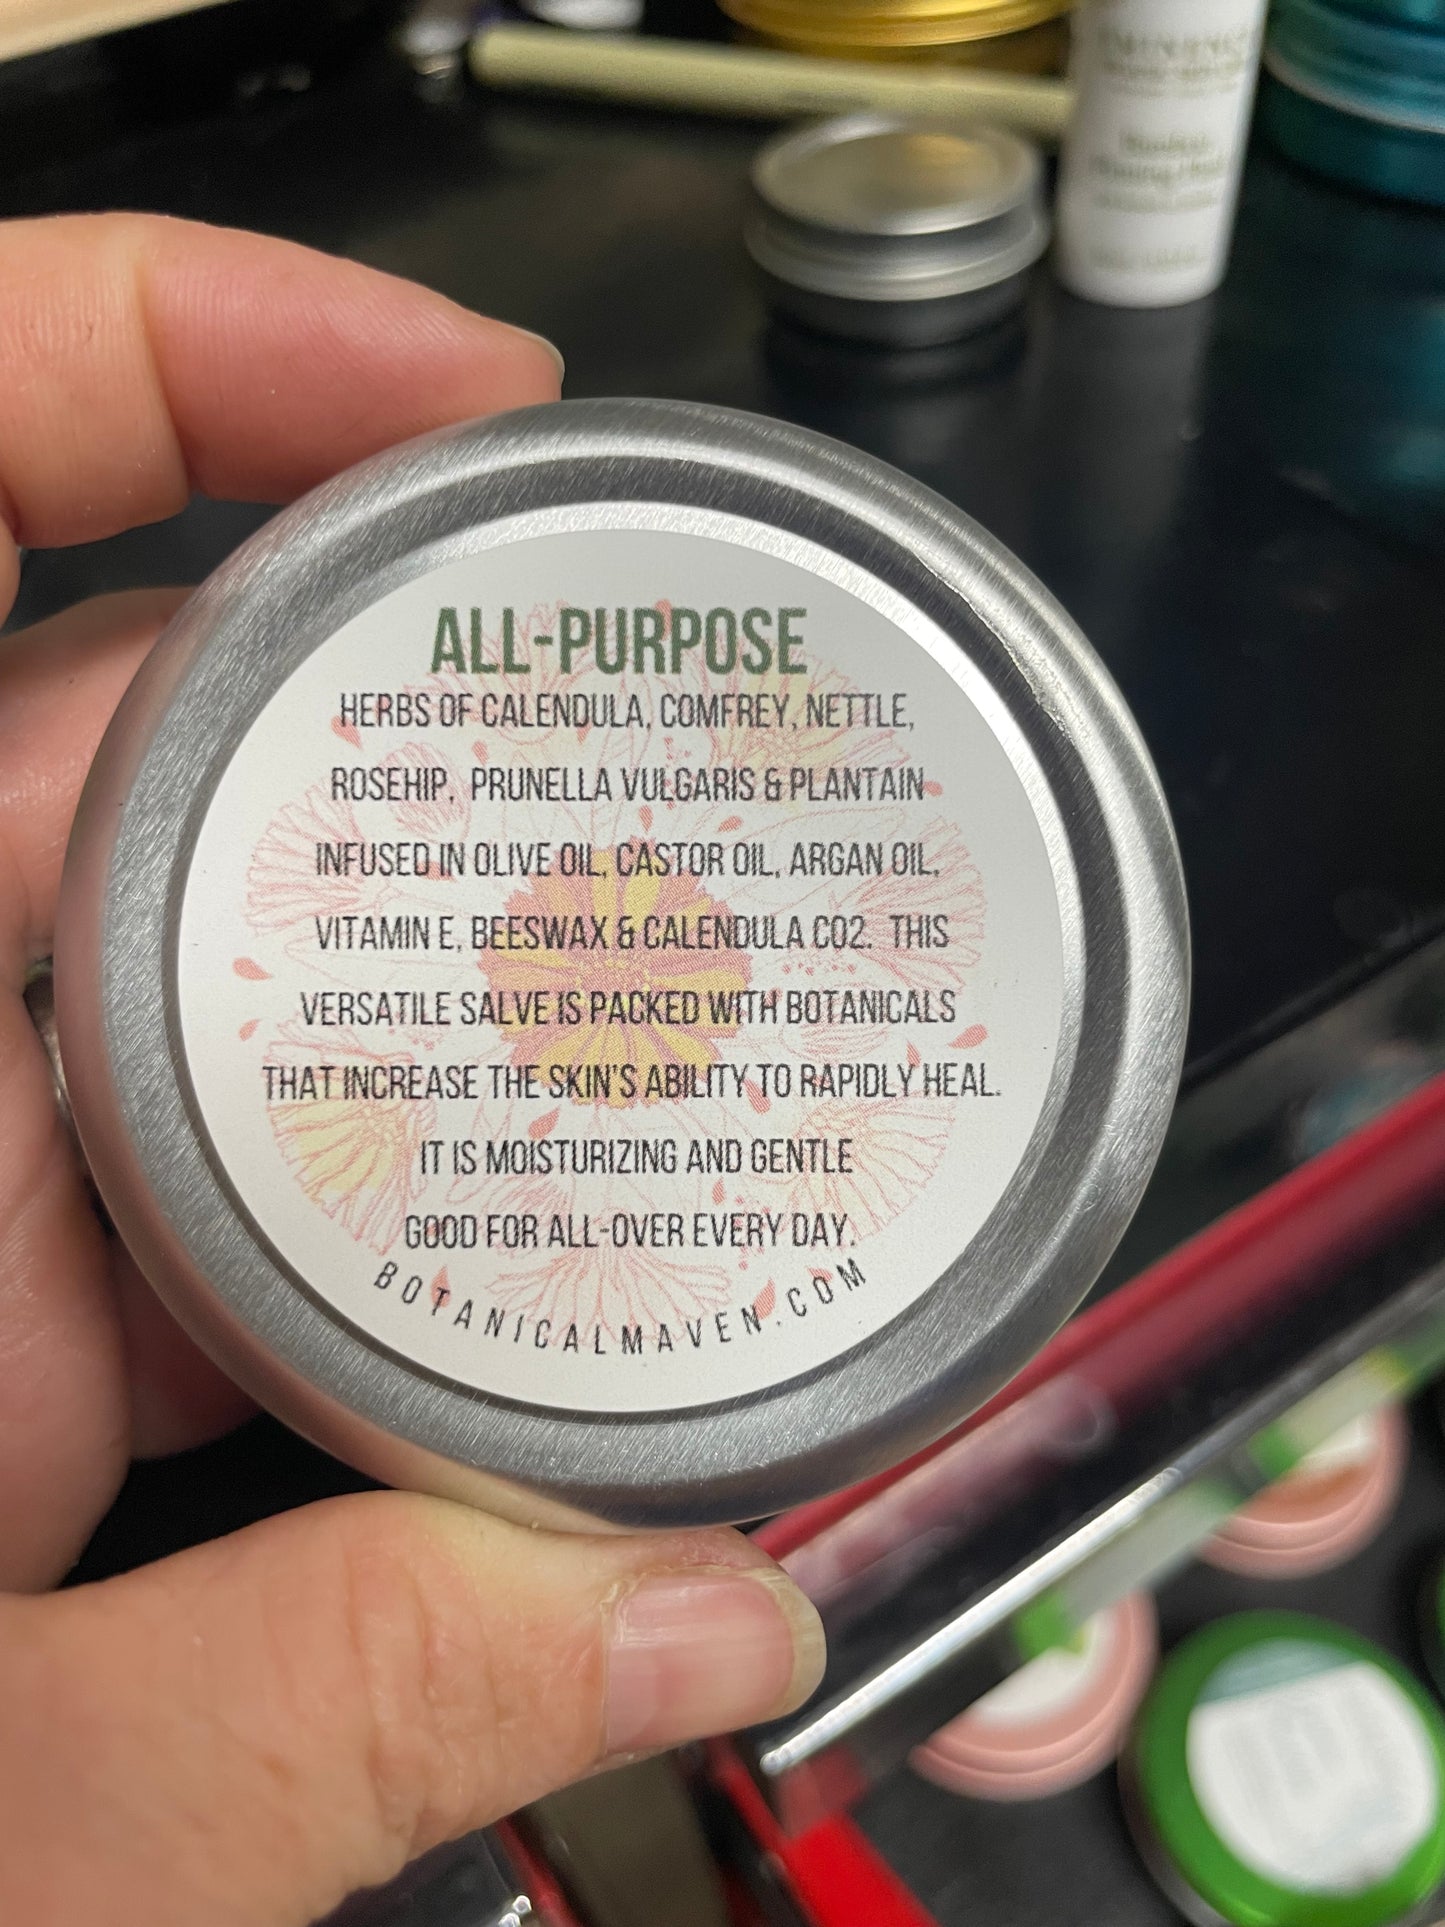 ALL-PURPOSE
HERBS OF CALENDULA, COMFREY, NETTLE,
ROSEHIP, PRUNELLA VULGARIS & PLANTAIN
INFUSED IN OLIVE OIL, CASTOR OIL, ARGAN OIL,
VITAMIN E, BEESWAX & CALENDULA CO2. THIS
VERSATILE SALVE IS PACKED WITH BOTANICALS
THAT INCREASE THE SKIN'S ABILITY TO RAPIDLY HEAL.
IT IS MOISTURIZING AND GENTLE
GOOD FOR ALL-OVER EVERY DAY.
BOTANICALMAVEN.COM